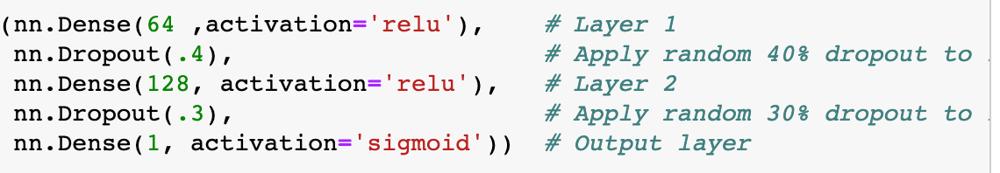 (nn.Dense(64 ,activation='relu'),    # Layer 1
 nn.Dropout(.4),                     # Apply random 40% dropout to
 nn.Dense(128, activation='relu'),   # Layer 2
 nn.Dropout(.3),                     # Apply random 30% dropout to
 nn.Dense(1, activation='sigmoid'))  # Output layer